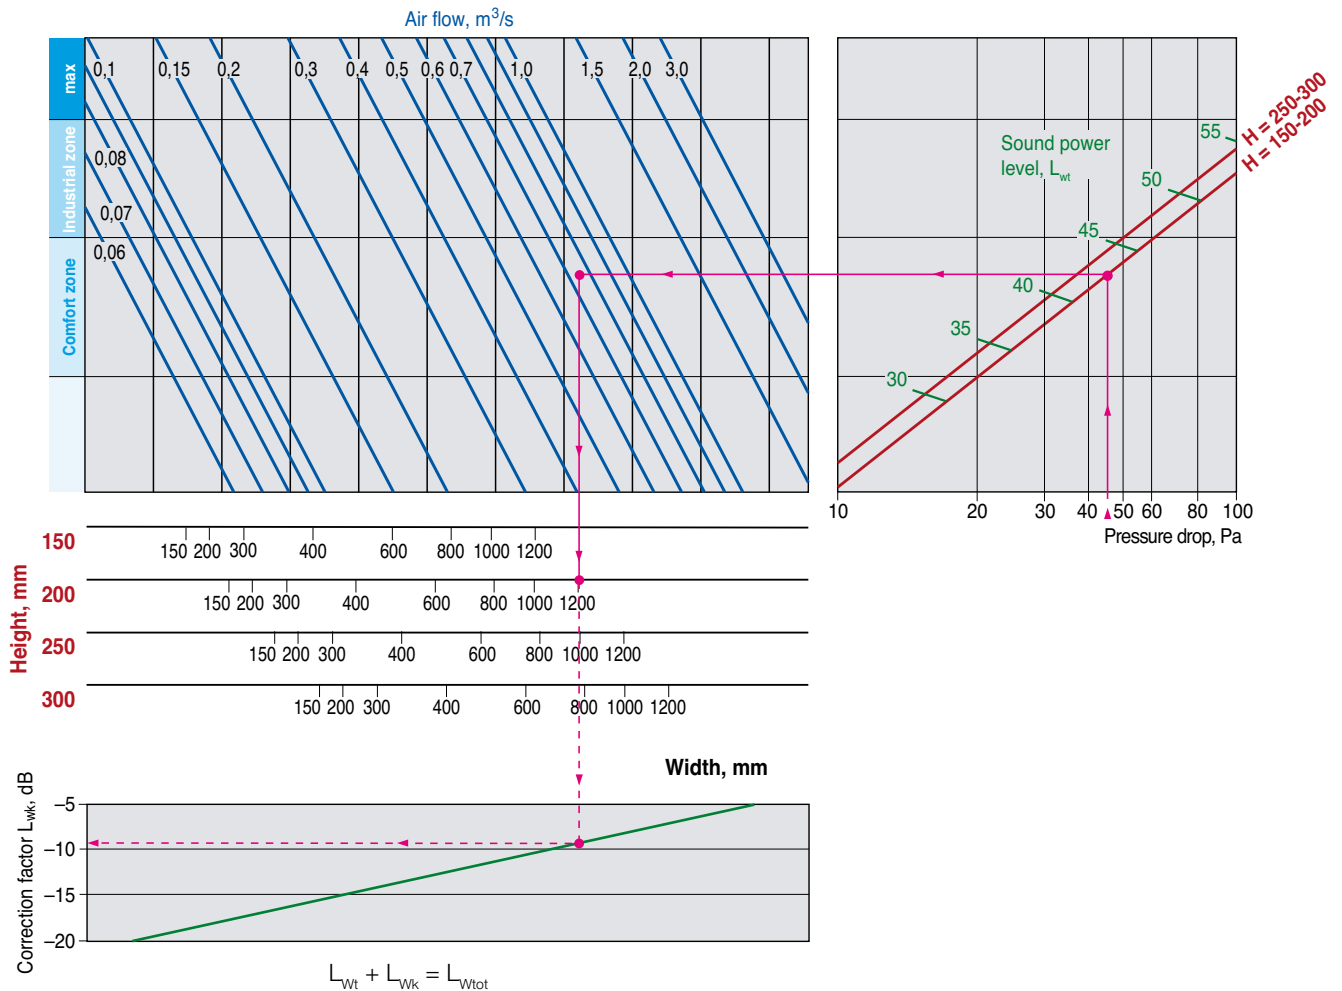 Air flow, m³/s
max
Industrial zone
Comfort zone
0,1 0,15 0,2 0,3 0,4 0,5 0,6 0,7 1,0 1,5 2,0 3,0
0,08
0,07
0,06
Sound power
level, Lwt
55
50
45
40
35
30
H = 250-300
H = 150-200
10 20 30 40 50 60 80 100
Pressure drop, Pa
Height, mm
150
150 200 300 400 600 800 1000 1200
200
150 200 300 400 600 800 1000 1200
250
150 200 300 400 600 800 1000 1200
300
150 200 300 400 600 800 1000 1200
Width, mm
Correction factor Lwk, dB
–5
–10
–15
–20
LWt + LWk = LWtot